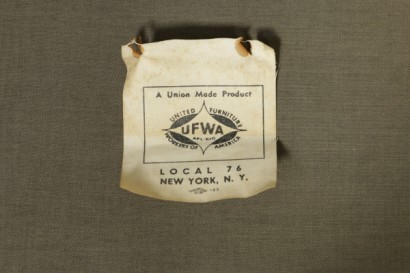 A Union Made Product
UNITED FURNITURE
UFWA
AFL-CIO
WORKERS OF AMERICA
LOCAL 76
NEW YORK, N. Y.